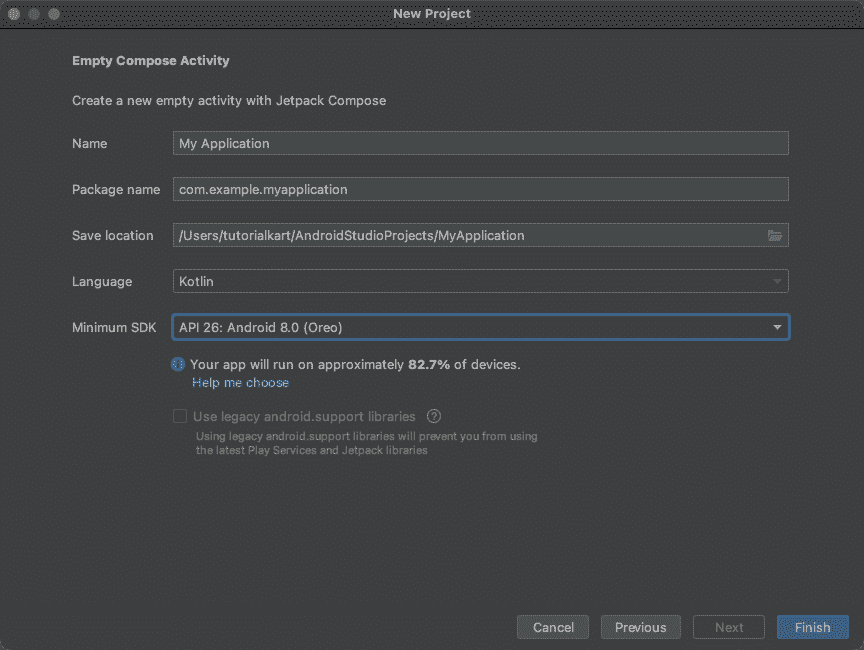 New Project
Empty Compose Activity
Create a new empty activity with Jetpack Compose
Name My Application
Package name com.example.myapplication
Save location /Users/tutorialkart/AndroidStudioProjects/MyApplication
Language Kotlin
Minimum SDK API 26: Android 8.0 (Oreo)
Your app will run on approximately 82.7% of devices.
Help me choose
Use legacy android.support libraries ?
Using legacy android.support libraries will prevent you from using
the latest Play Services and Jetpack libraries
Cancel Previous Next Finish